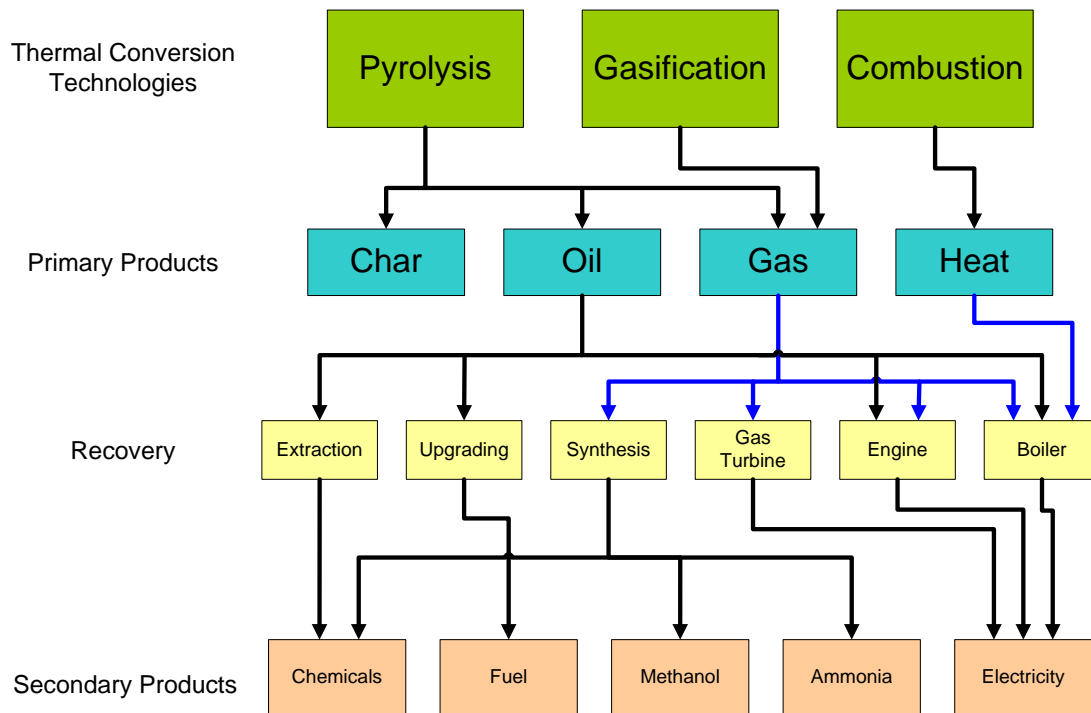 Thermal Conversion
Technologies
Pyrolysis
Gasification
Combustion
Primary Products
Char
Oil
Gas
Heat
Recovery
Extraction
Upgrading
Synthesis
Gas
Turbine
Engine
Boiler
Secondary Products
Chemicals
Fuel
Methanol
Ammonia
Electricity